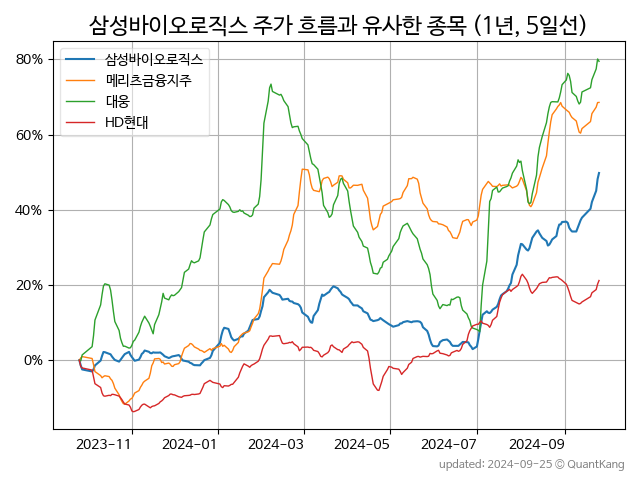 삼성바이오로직스 주가 흐름과 유사한 종목 (1년, 5일선)
삼성바이오로직스
메리츠금융지주
대웅
HD현대
80%
60%
40%
20%
0%
2023-11 2024-01 2024-03 2024-05 2024-07 2024-09
updated: 2024-09-25 © QuantKang